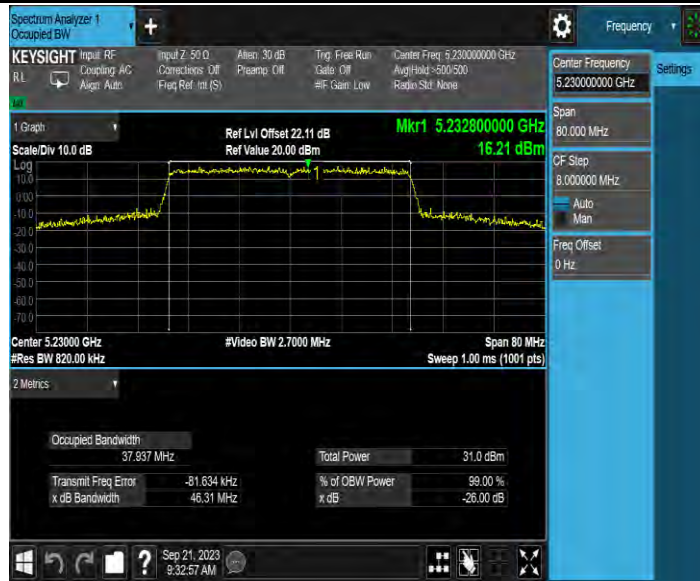 Spectrum Analyzer 1
Occupied BW
+
Frequency
KEYSIGHT
RL
Input: RF
Coupling: AC
Align: Auto
Input Z: 50 Ω
Corrections: Off
Freq Ref: Int (S)
Atten: 30 dB
Preamp: Off
Trig: Free Run
Gate: Off
#IF Gain: Low
Center Freq: 5.230000000 GHz
Avg|Hold:>500/500
Radio Std: None
Center Frequency
5.230000000 GHz
Settings
Span
80.000 MHz
CF Step
8.000000 MHz
Auto
Man
Freq Offset
0 Hz
1 Graph
Scale/Div 10.0 dB
Ref Lvl Offset 22.11 dB
Ref Value 20.00 dBm
Mkr1 5.232800000 GHz
16.21 dBm
Log
10.0
0.00
-10.0
-20.0
-30.0
-40.0
-50.0
-60.0
-70.0
1
Center 5.23000 GHz
#Res BW 820.00 kHz
#Video BW 2.7000 MHz
Span 80 MHz
Sweep 1.00 ms (1001 pts)
2 Metrics
Occupied Bandwidth
37.937 MHz
Total Power 31.0 dBm
Transmit Freq Error -81.634 kHz
% of OBW Power 99.00 %
x dB Bandwidth 46.31 MHz
x dB -26.00 dB
?
Sep 21, 2023
9:32:57 AM